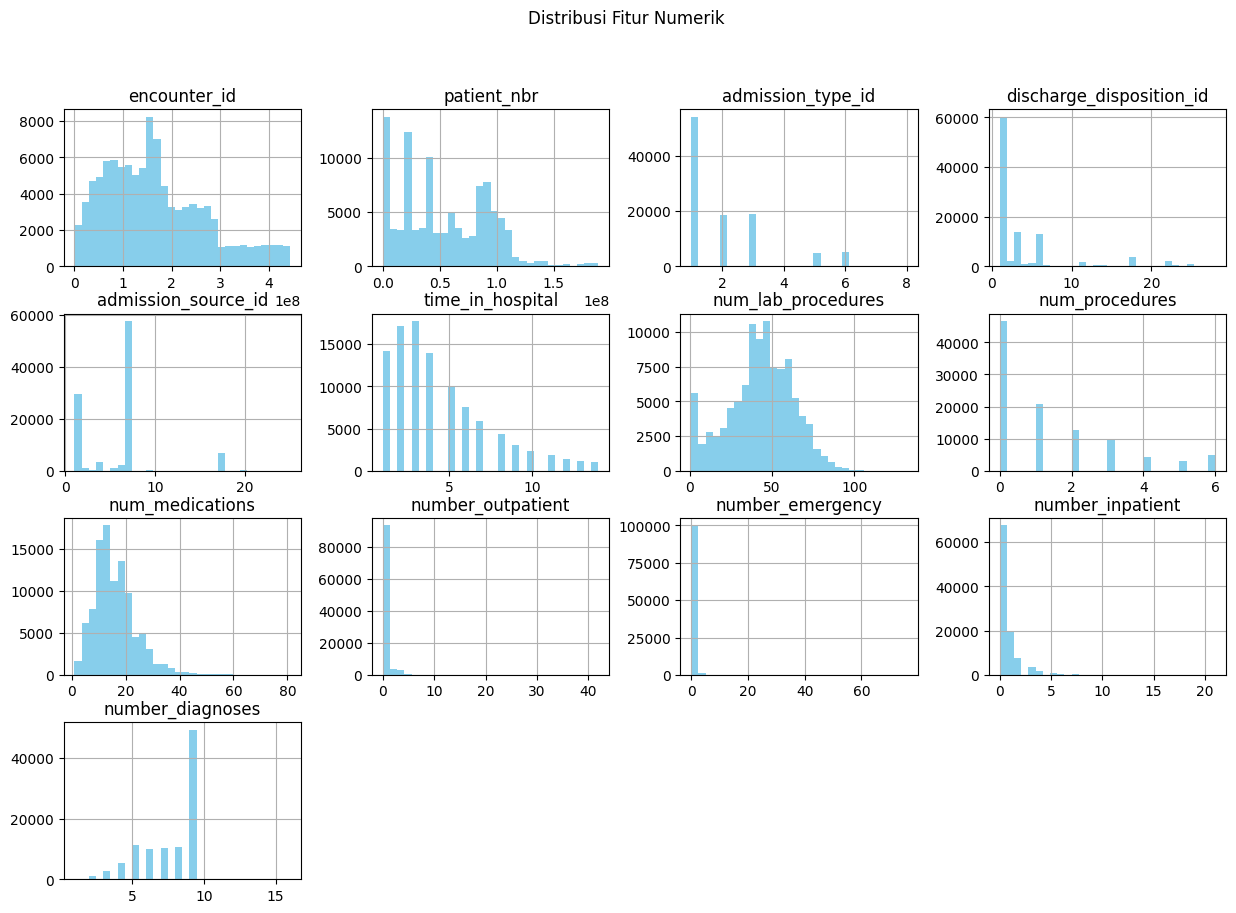 Distribusi Fitur Numerik
encounter_id
8000
6000
4000
2000
0
0 1 2 3 4
1e8
patient_nbr
10000
5000
0
0.0 0.5 1.0 1.5
1e8
admission_type_id
40000
20000
0
2 4 6 8
discharge_disposition_id
60000
40000
20000
0
0 10 20
admission_source_id
60000
40000
20000
0
0 10 20
time_in_hospital
15000
10000
5000
0
5 10
num_lab_procedures
10000
7500
5000
2500
0
0 50 100
num_procedures
40000
30000
20000
10000
0
0 2 4 6
num_medications
15000
10000
5000
0
0 20 40 60 80
number_outpatient
80000
60000
40000
20000
0
0 10 20 30 40
number_emergency
100000
75000
50000
25000
0
0 20 40 60
number_inpatient
60000
40000
20000
0
0 5 10 15 20
number_diagnoses
40000
20000
0
5 10 15